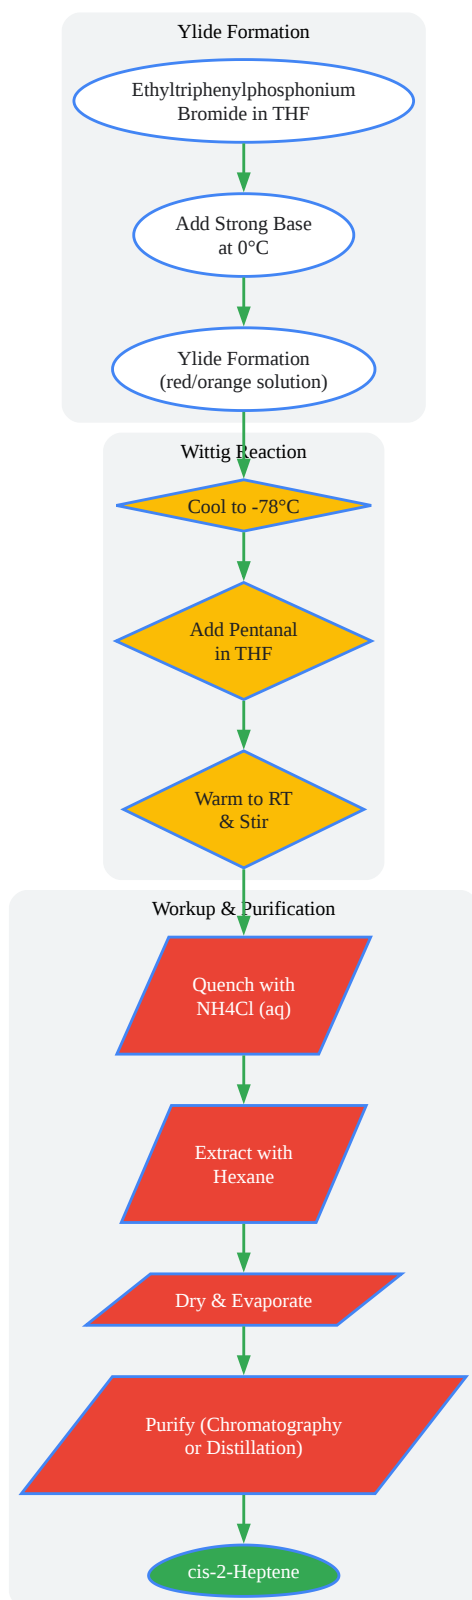 Ylide Formation
Ethyltriphenylphosphonium
Bromide in THF
Add Strong Base
at 0°C
Ylide Formation
(red/orange solution)
Wittig Reaction
Cool to -78°C
Add Pentanal
in THF
Warm to RT
& Stir
Workup & Purification
Quench with
NH4Cl (aq)
Extract with
Hexane
Dry & Evaporate
Purify (Chromatography
or Distillation)
cis-2-Heptene